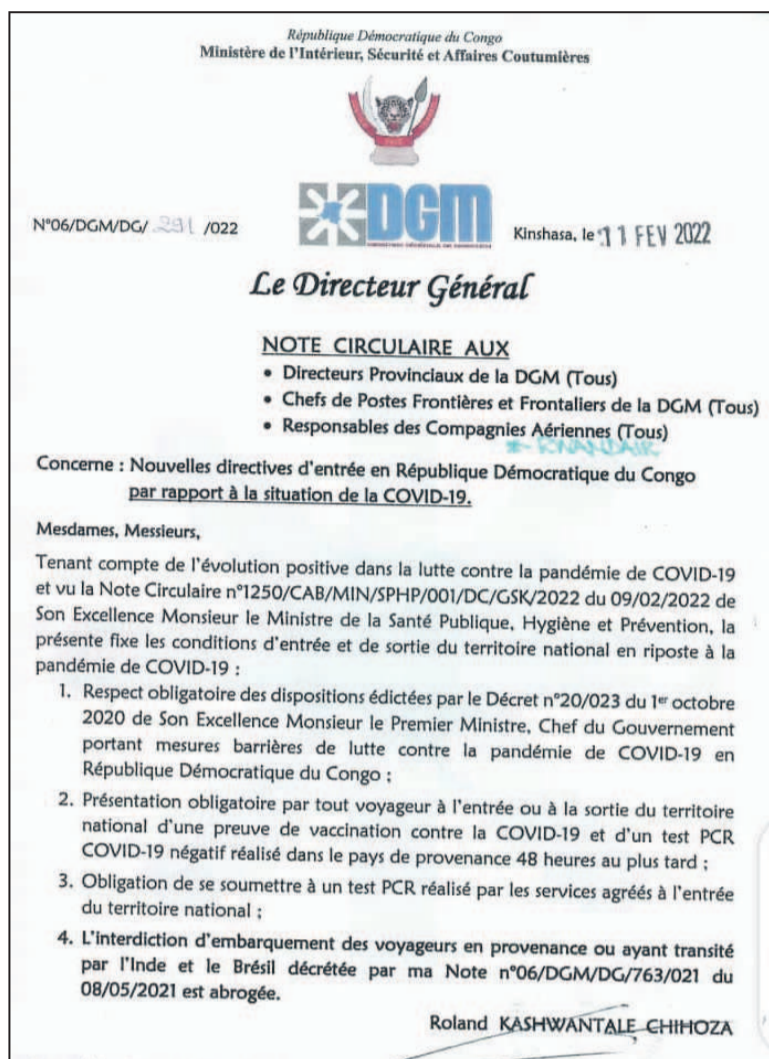 République Démocratique du Congo
Ministère de l'Intérieur, Sécurité et Affaires Coutumières
DGM
N°06/DGM/DG/ 291 /022
Kinshasa, le 11 FEV 2022
Le Directeur Général
NOTE CIRCULAIRE AUX
• Directeurs Provinciaux de la DGM (Tous)
• Chefs de Postes Frontières et Frontaliers de la DGM (Tous)
• Responsables des Compagnies Aériennes (Tous)
#- RWANDAIR
Concerne : Nouvelles directives d'entrée en République Démocratique du Congo
par rapport à la situation de la COVID-19.
Mesdames, Messieurs,
Tenant compte de l'évolution positive dans la lutte contre la pandémie de COVID-19
et vu la Note Circulaire n°1250/CAB/MIN/SPHP/001/DC/GSK/2022 du 09/02/2022 de
Son Excellence Monsieur le Ministre de la Santé Publique, Hygiène et Prévention, la
présente fixe les conditions d'entrée et de sortie du territoire national en riposte à la
pandémie de COVID-19 :
1. Respect obligatoire des dispositions édictées par le Décret n°20/023 du 1er octobre
2020 de Son Excellence Monsieur le Premier Ministre, Chef du Gouvernement
portant mesures barrières de lutte contre la pandémie de COVID-19 en
République Démocratique du Congo ;
2. Présentation obligatoire par tout voyageur à l'entrée ou à la sortie du territoire
national d'une preuve de vaccination contre la COVID-19 et d'un test PCR
COVID-19 négatif réalisé dans le pays de provenance 48 heures au plus tard ;
3. Obligation de se soumettre à un test PCR réalisé par les services agréés à l'entrée
du territoire national ;
4. L'interdiction d'embarquement des voyageurs en provenance ou ayant transité
par l'Inde et le Brésil décrétée par ma Note n°06/DGM/DG/763/021 du
08/05/2021 est abrogée.
Roland KASHWANTALE CHIHOZA